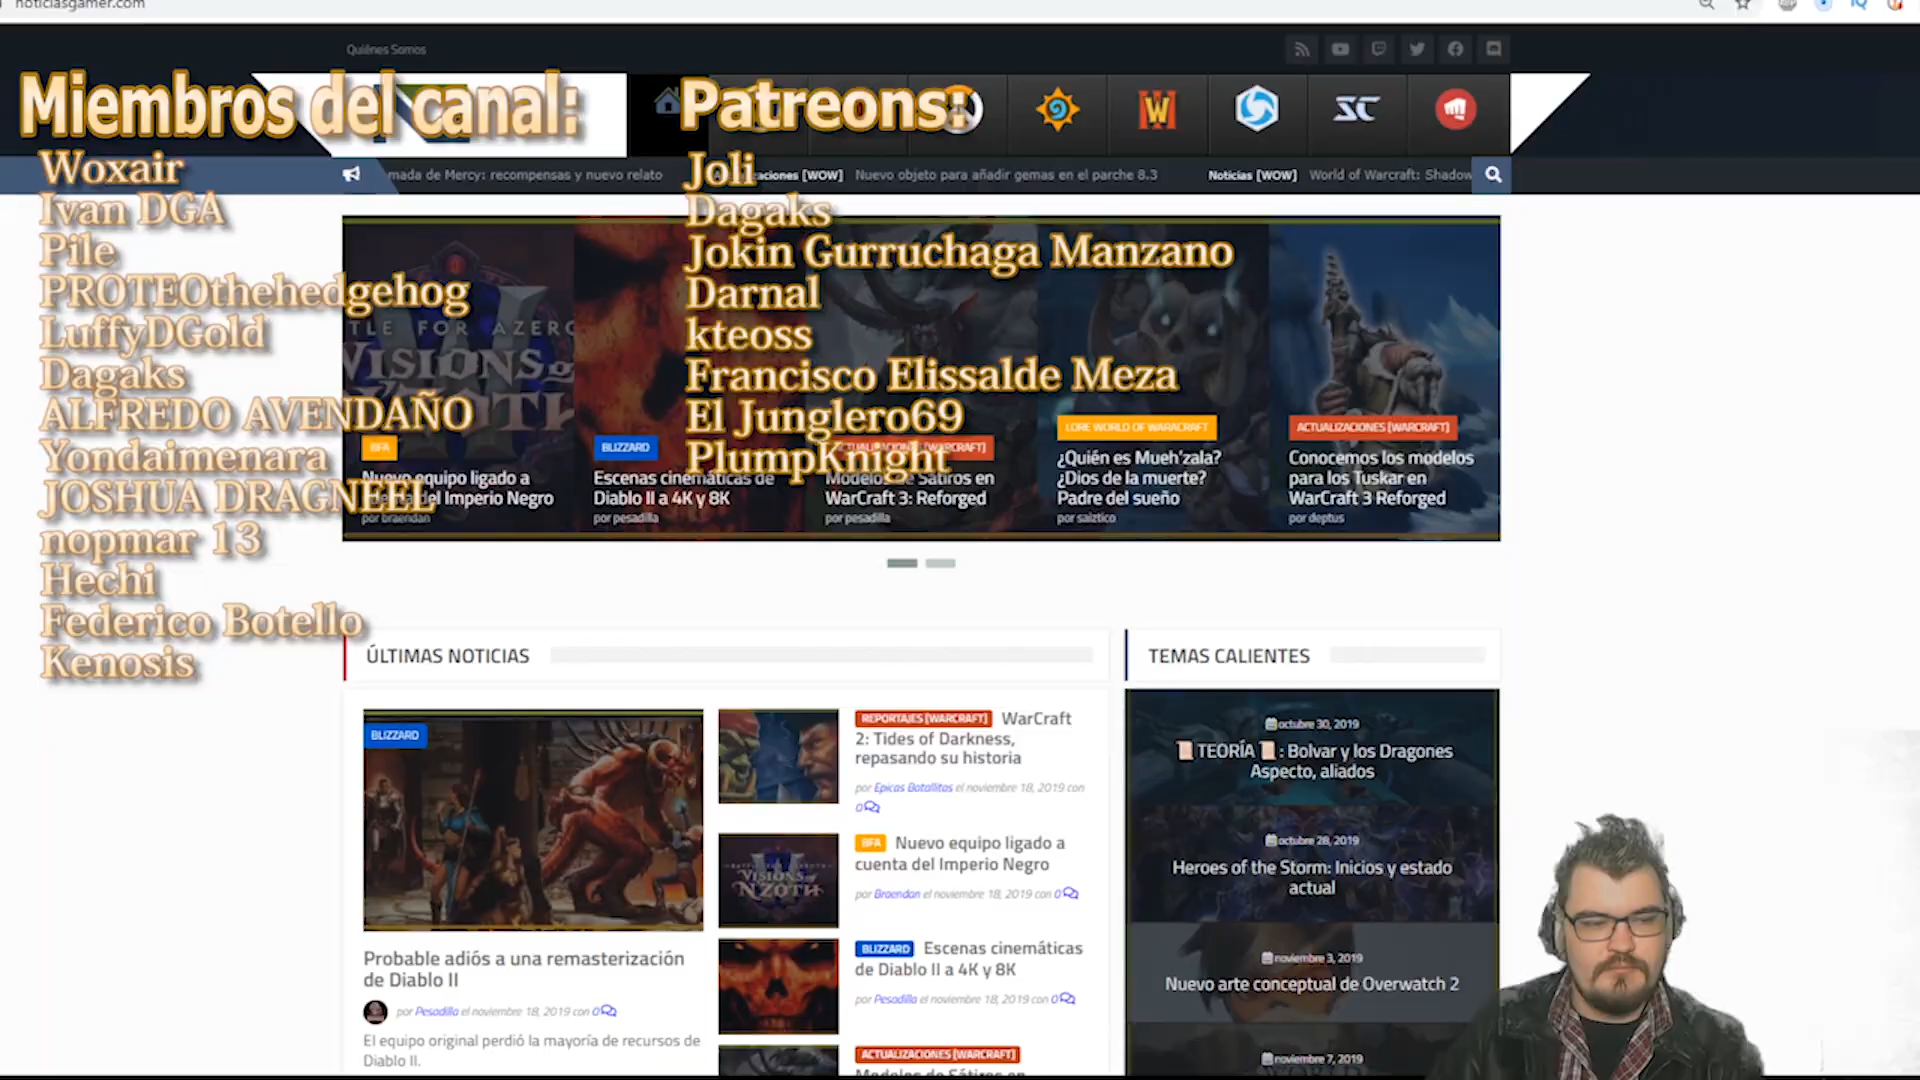 noticiasgamer.com
Quiénes Somos
Miembros del canal:
Woxair
Ivan DGA
Pile
PROTEOthehedgehog
LuffyDGold
Dagaks
ALFREDO AVENDAÑO
Yondaimenara
JOSHUA DRAGNEEL
nopmar 13
Hechi
Federico Botello
Kenosis
Patreons:
Joli
Dagaks
Jokin Gurruchaga Manzano
Darnal
kteoss
Francisco Elissalde Meza
El Junglero69
PlumpKnight
SC
mada de Mercy: recompensas y nuevo relato
[WOW] Nuevo objeto para añadir gemas en el parche 8.3
Noticias [WOW] World of Warcraft: Shadow
VISIONS
BFA
Nuevo equipo ligado a
del Imperio Negro
por braendan
BLIZZARD
Escenas cinemáticas de
Diablo II a 4K y 8K
por pesadilla
Modelos de Sátiros en
WarCraft 3: Reforged
por pesadilla
LORE WORLD OF WARACRAFT
¿Quién es Mueh'zala?
¿Dios de la muerte?
Padre del sueño
por saiztico
ACTUALIZACIONES [WARCRAFT]
Conocemos los modelos
para los Tuskar en
WarCraft 3 Reforged
por deptus
ÚLTIMAS NOTICIAS
BLIZZARD
Probable adiós a una remasterización
de Diablo II
por Pesadilla el noviembre 18, 2019 con 0
El equipo original perdió la mayoría de recursos de
Diablo II.
REPORTAJES [WARCRAFT] WarCraft
2: Tides of Darkness,
repasando su historia
por Epicas Batallitas el noviembre 18, 2019 con
0
VISIONS of
N'ZOTH
BFA Nuevo equipo ligado a
cuenta del Imperio Negro
por Braendan el noviembre 18, 2019 con 0
BLIZZARD Escenas cinemáticas
de Diablo II a 4K y 8K
por Pesadilla el noviembre 18, 2019 con 0
ACTUALIZACIONES [WARCRAFT]
Modelos de Sátiros en
TEMAS CALIENTES
octubre 30, 2019
TEORÍA : Bolvar y los Dragones
Aspecto, aliados
octubre 28, 2019
Heroes of the Storm: Inicios y estado
actual
noviembre 3, 2019
Nuevo arte conceptual de Overwatch 2
noviembre 7, 2019